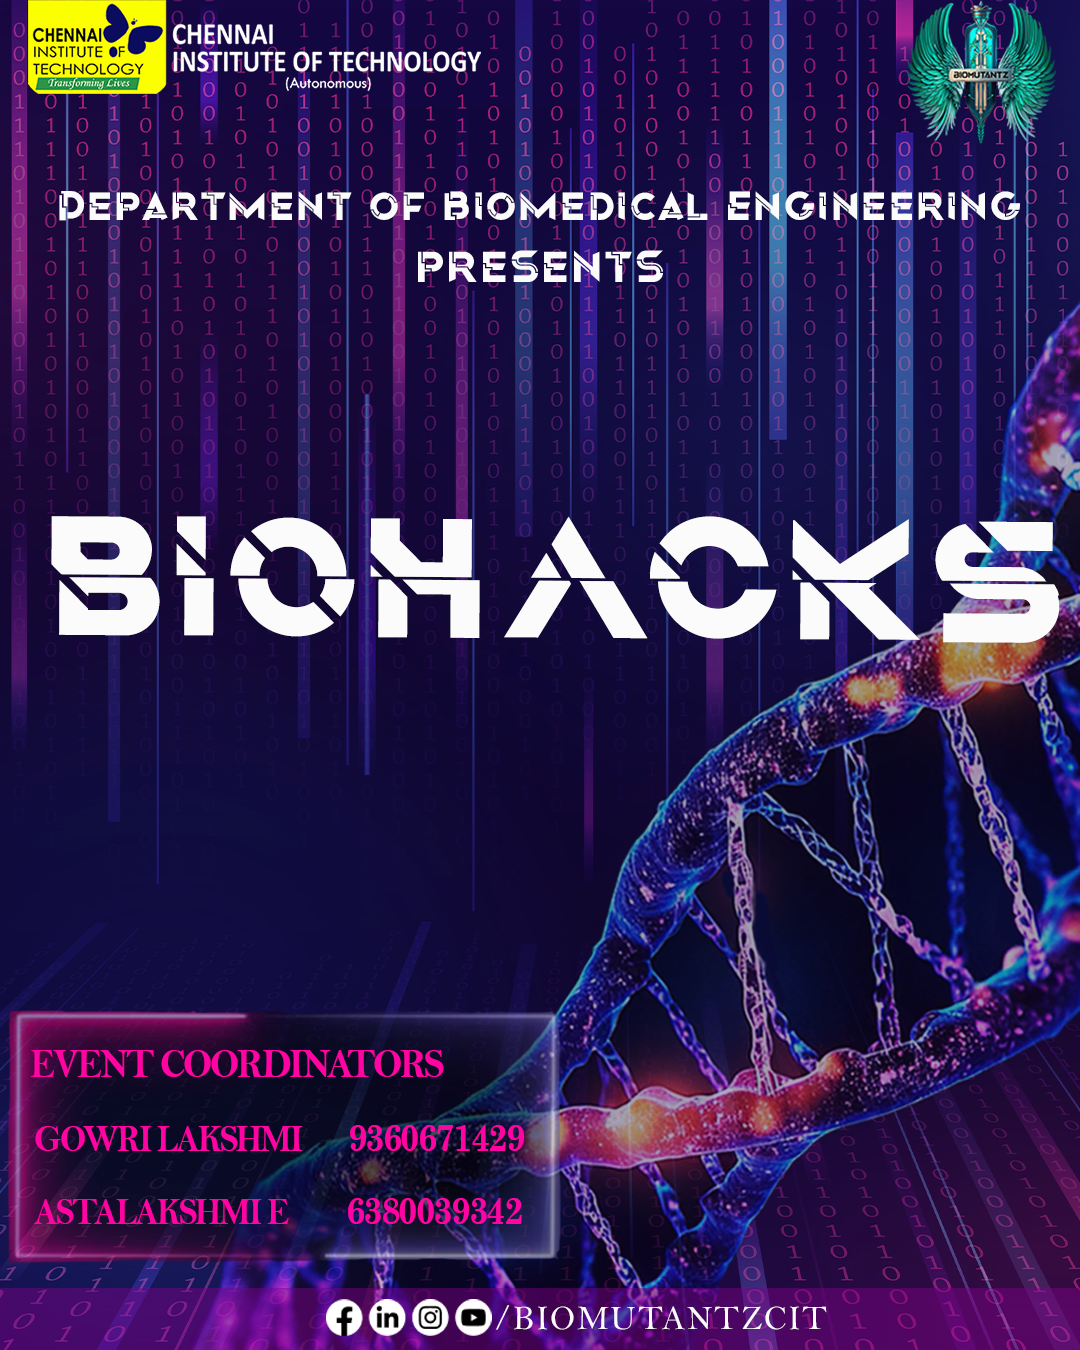 CHENNAI
INSTITUTE OF
TECHNOLOGY
Transforming Lives
CHENNAI
INSTITUTE OF TECHNOLOGY
(Autonomous)
BIOMUTANTZ
DEPARTMENT OF BIOMEDICAL ENGINEERING
PRESENTS
BIOHACKS
EVENT COORDINATORS
GOWRI LAKSHMI 9360671429
ASTALAKSHMI E 6380039342
/BIOMUTANTZCIT